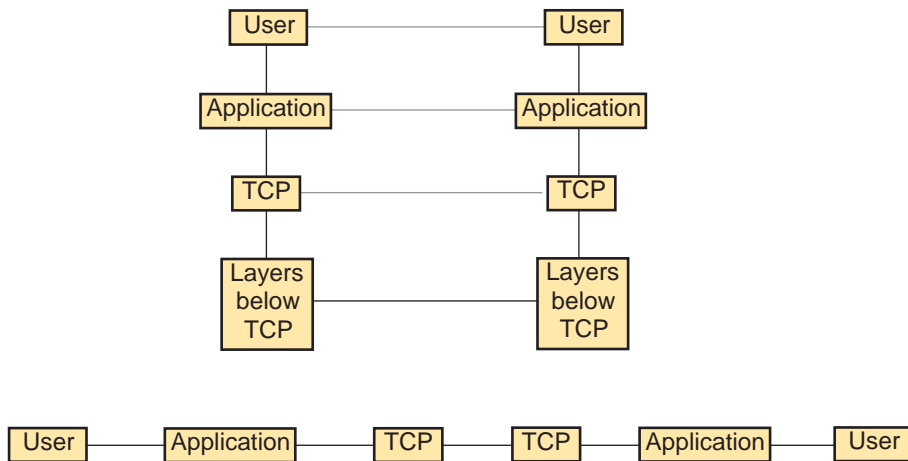 User User
Application Application
TCP TCP
Layers Layers
below below
TCP TCP
User Application TCP TCP Application User